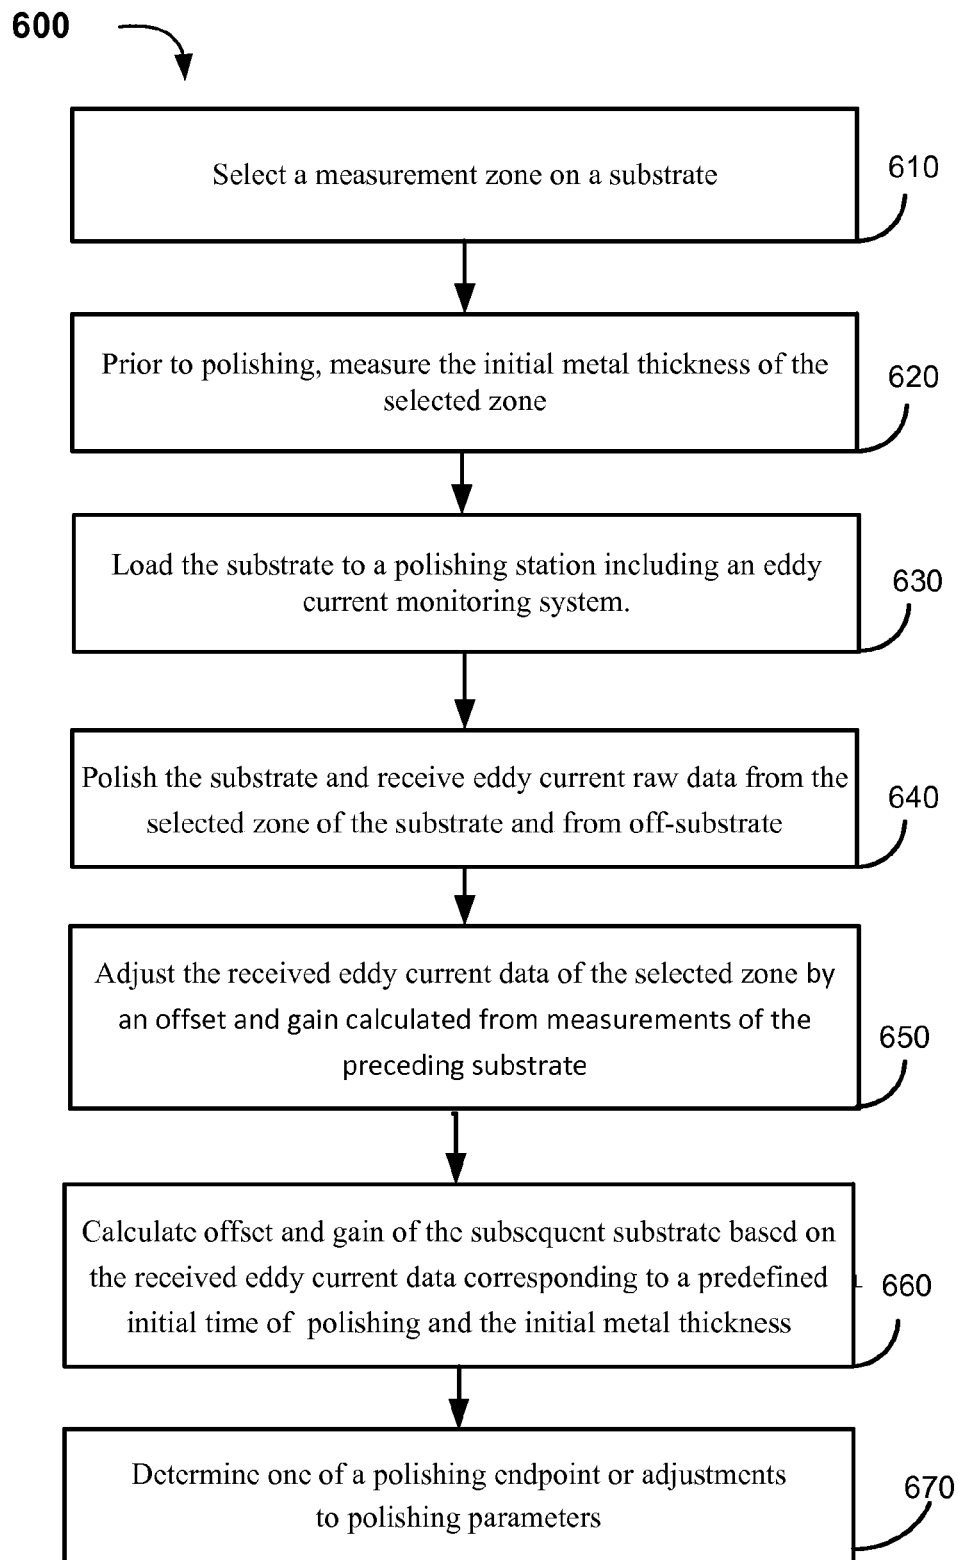 600
Select a measurement zone on a substrate
610
Prior to polishing, measure the initial metal thickness of the
selected zone
620
Load the substrate to a polishing station including an eddy
current monitoring system.
630
Polish the substrate and receive eddy current raw data from the
selected zone of the substrate and from off-substrate
640
Adjust the received eddy current data of the selected zone by
an offset and gain calculated from measurements of the
preceding substrate
650
Calculate offset and gain of the subsequent substrate based on
the received eddy current data corresponding to a predefined
initial time of polishing and the initial metal thickness
660
Determine one of a polishing endpoint or adjustments
to polishing parameters
670